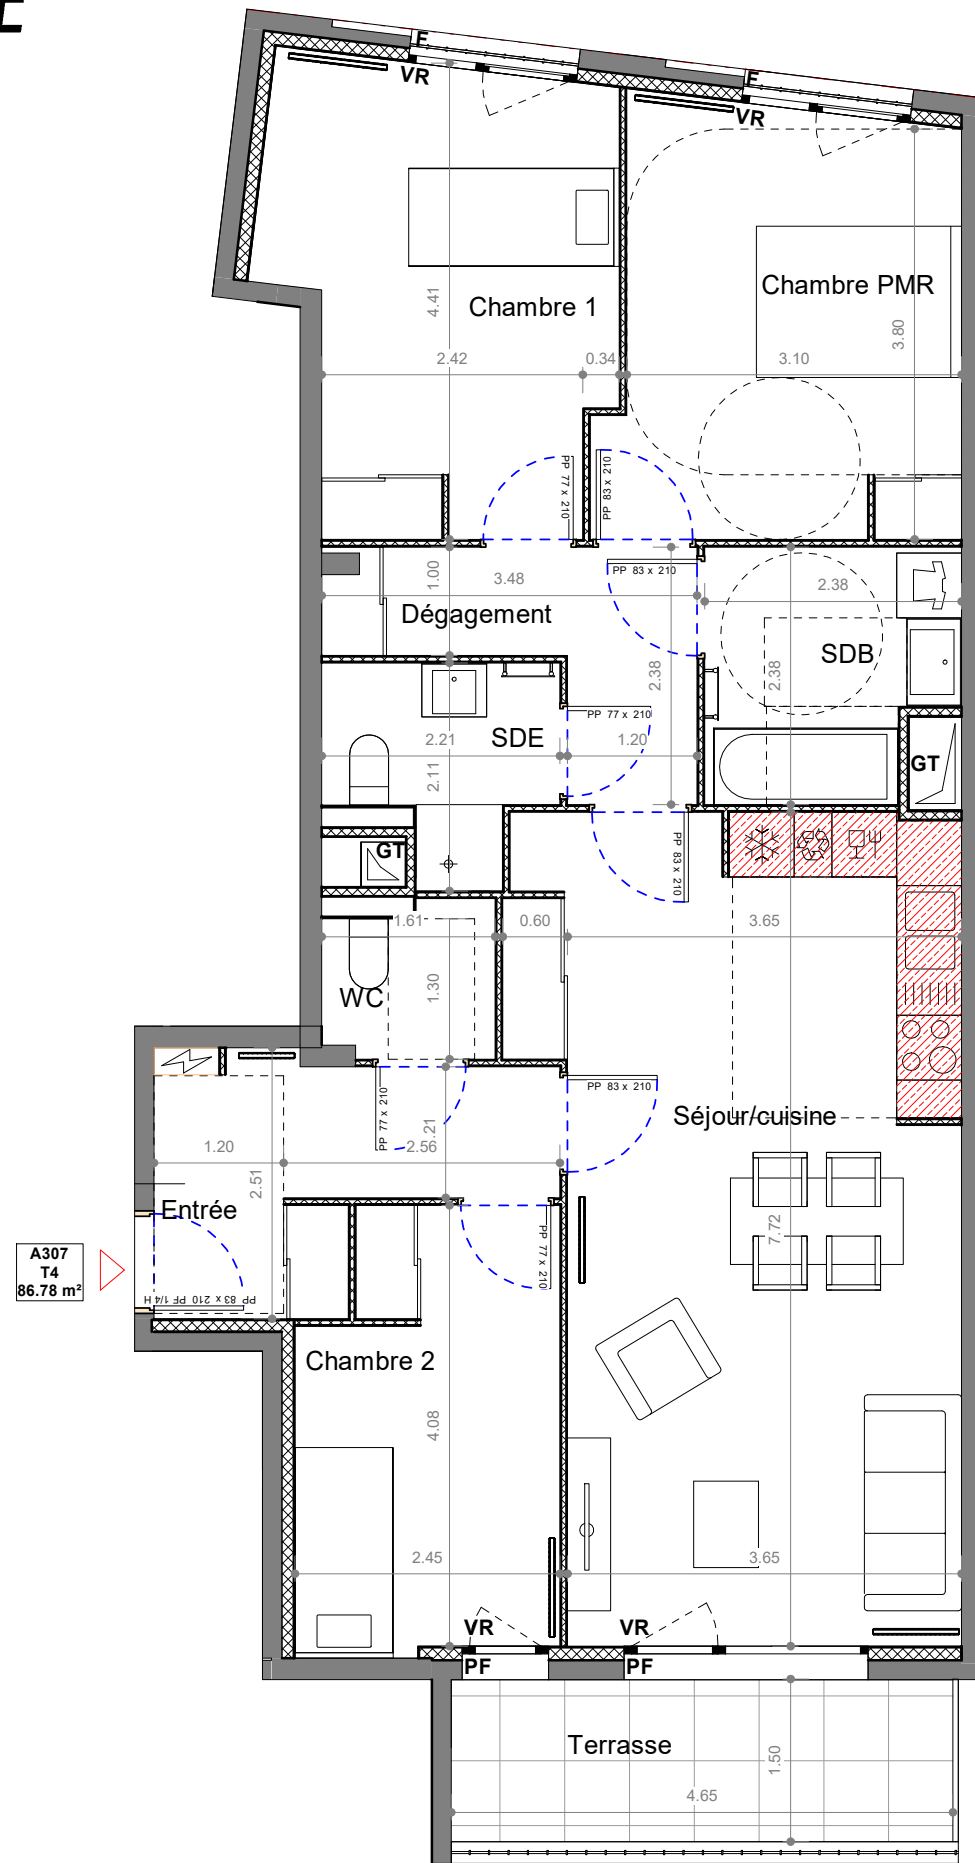 F
VR
F
VR
Chambre 1
Chambre PMR
4.41
3.80
2.42
0.34
3.10
PP 77 x 210
PP 83 x 210
PP 83 x 210
1.00
3.48
2.38
Dégagement
SDB
2.38
2.38
PP 77 x 210
SDE
2.21
1.20
2.11
GT
GT
PP 83 x 210
1.61
0.60
3.65
WC
1.30
PP 83 x 210
PP 77 x 210
Séjour/cuisine
.21
2.56
1.20
2.51
Entrée
7.72
PP 77 x 210
A307
T4
86.78 m²
PP 83 x 210 PF 1/4 H
Chambre 2
4.08
2.45
3.65
VR
VR
PF
PF
Terrasse
1.50
4.65